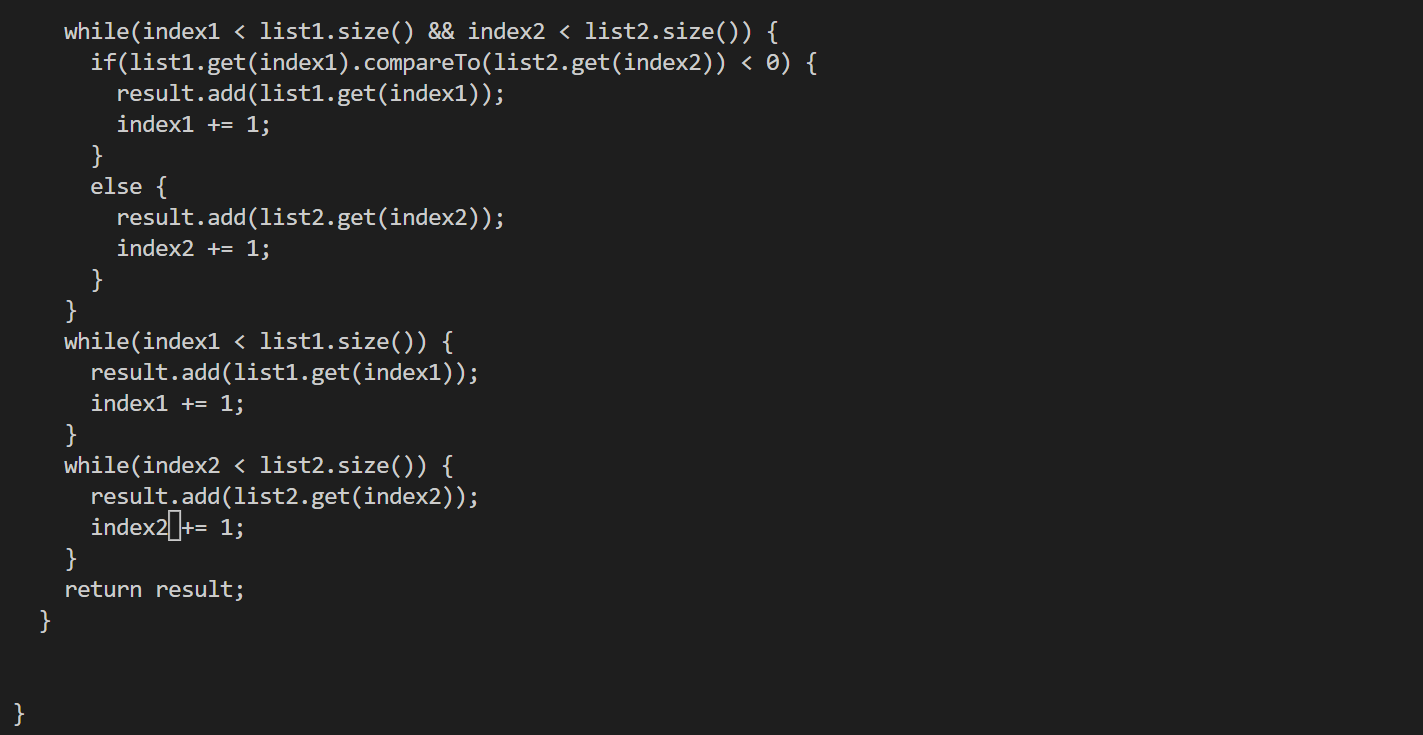 while(index1 < list1.size() && index2 < list2.size()) {
      if(list1.get(index1).compareTo(list2.get(index2)) < 0) {
        result.add(list1.get(index1));
        index1 += 1;
      }
      else {
        result.add(list2.get(index2));
        index2 += 1;
      }
    }
    while(index1 < list1.size()) {
      result.add(list1.get(index1));
      index1 += 1;
    }
    while(index2 < list2.size()) {
      result.add(list2.get(index2));
      index2 += 1;
    }
    return result;
  }
}